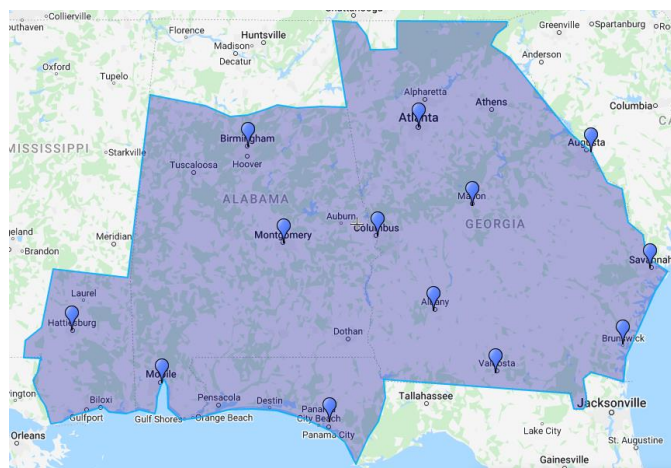 Collierville
Chattanooga
Greenville
Spartanburg
Florence
Huntsville
Madison
Decatur
Anderson
Oxford
Tupelo
Alpharetta
Athens
Columbia
Atlanta
Birmingham
Augusta
MISSISSIPPI
Starkville
Hoover
Tuscaloosa
ALABAMA
Macon
Auburn
GEORGIA
Columbus
Montgomery
Meridian
Brandon
Savannah
Laurel
Albany
Hattiesburg
Dothan
Brunswick
Valdosta
Mobile
Biloxi
Pensacola
Destin
Panama
City Beach
Tallahassee
Jacksonville
Gulfport
Gulf Shores
Orange Beach
Panama City
Lake City
Orleans
St. Augustine
Gainesville